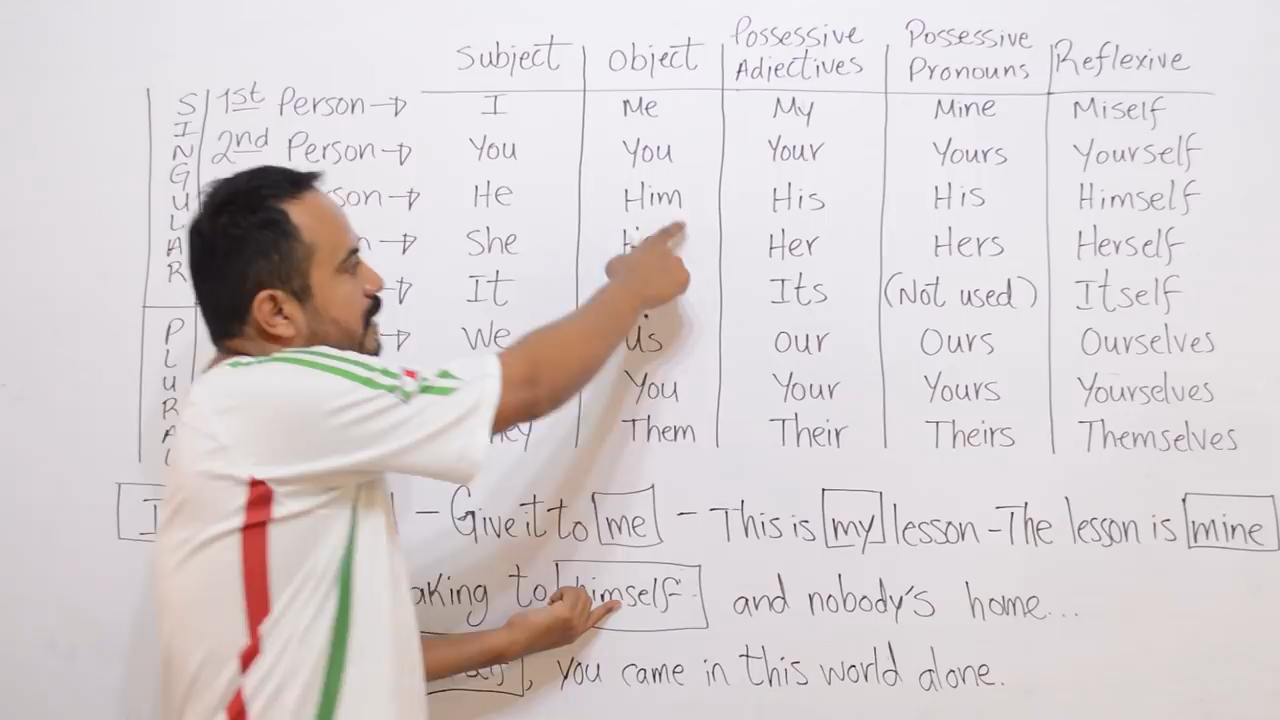 Subject Object Possessive Adjectives Possessive Pronouns Reflexive
SINGULAR
1st Person I Me My Mine Miself
2nd Person You You Your Yours Yourself
He Him His His Himself
She Her Hers Herself
It Its (Not used) Itself
PLURAL
We us our Ours Ourselves
You Your Yours Yourselves
Them Their Theirs Themselves
I - Give it to me - This is my lesson - The lesson is mine
to himself and nobody's home...
, you came in this world alone.